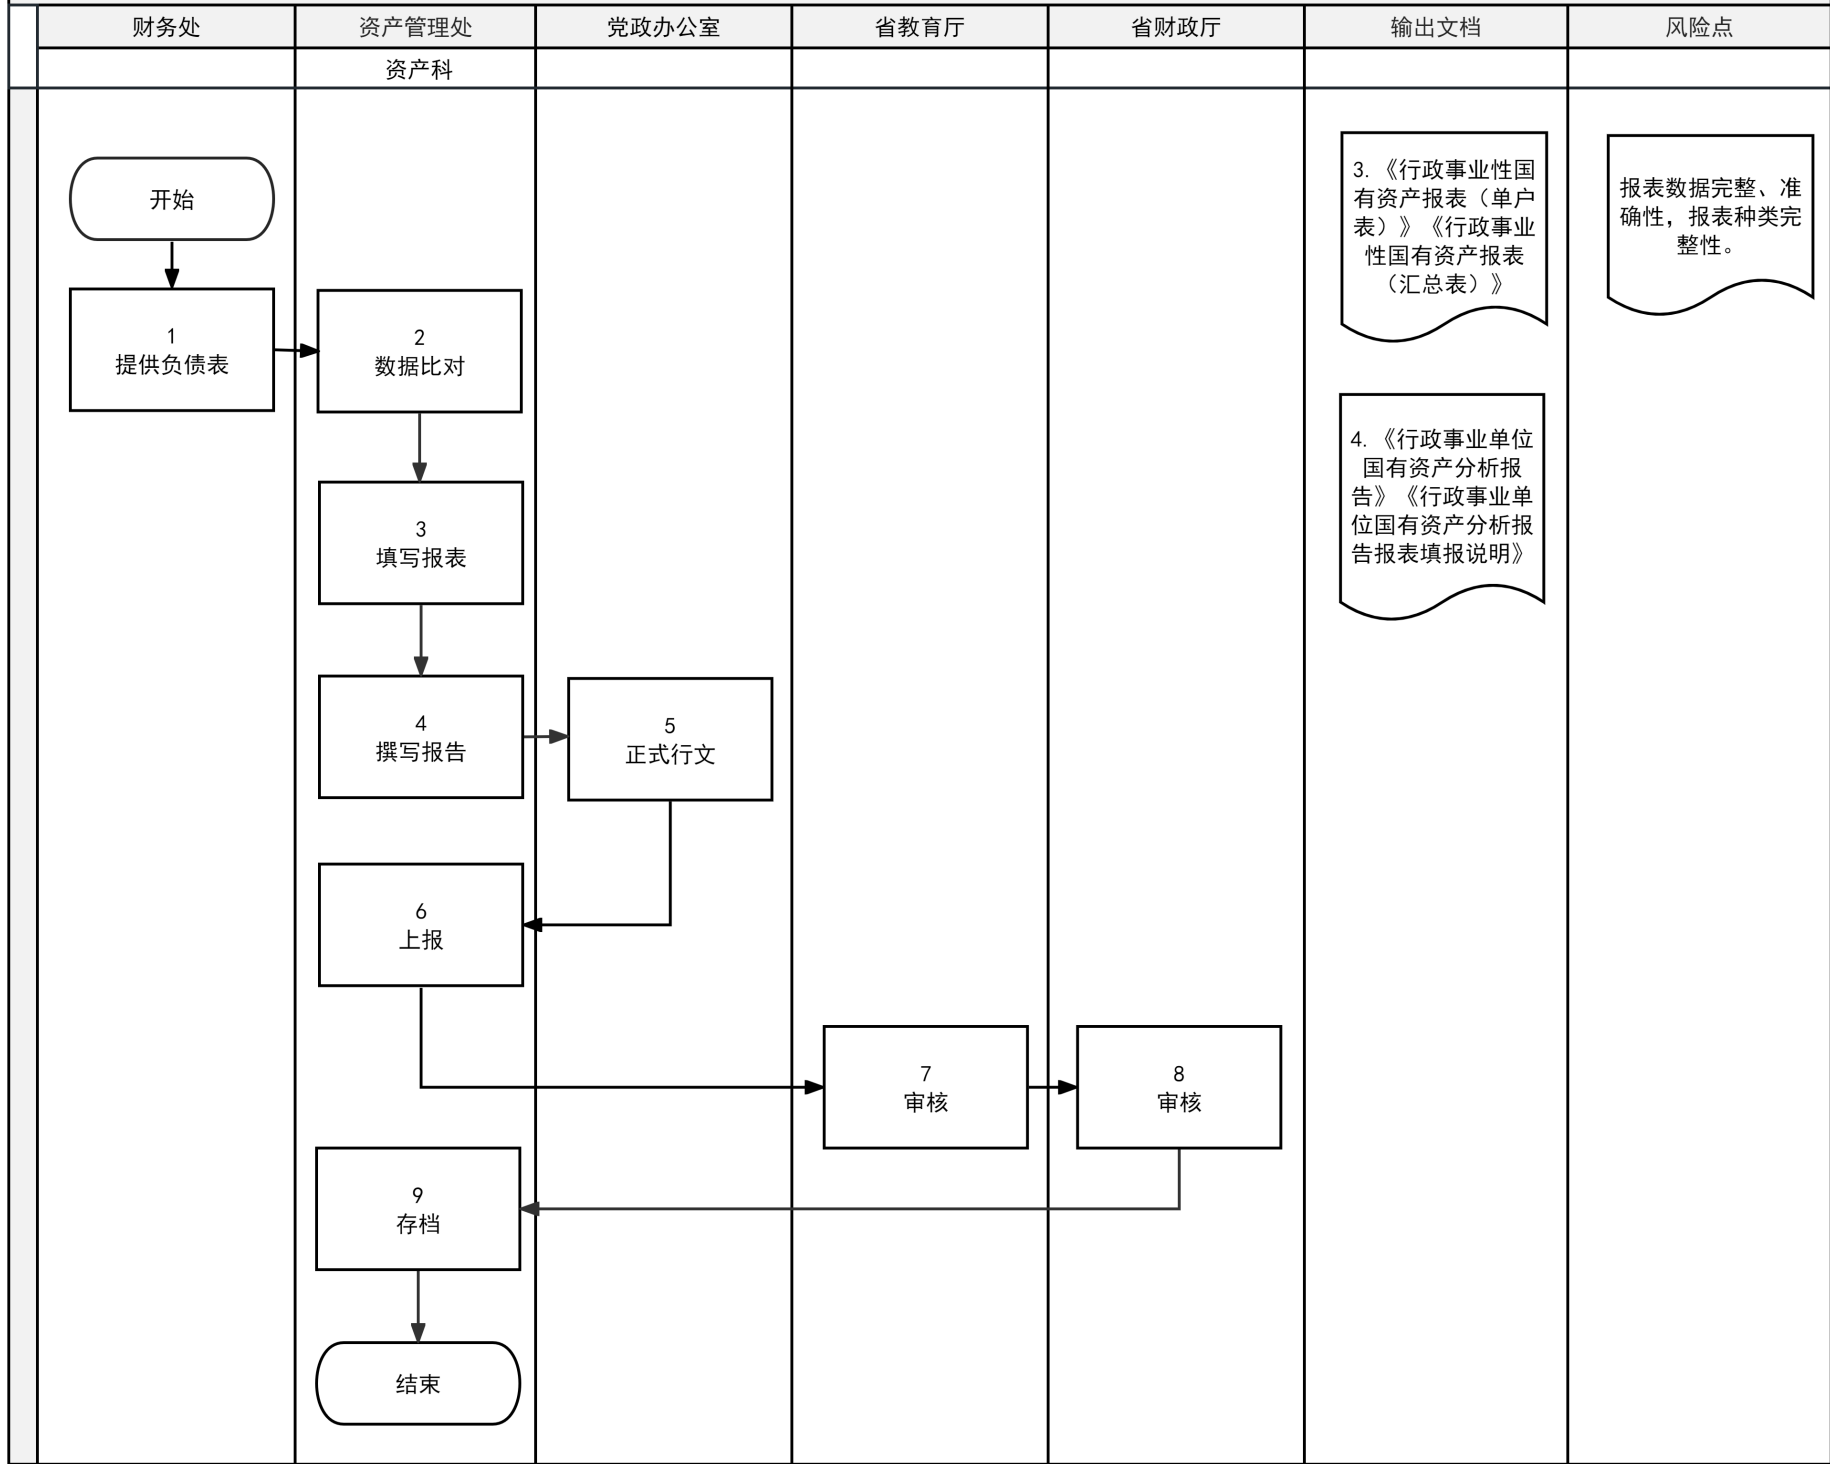 财务处
资产管理处
党政办公室
省教育厅
省财政厅
输出文档
风险点
资产科
开始
1
提供负债表
2
数据比对
3
填写报表
4
撰写报告
5
正式行文
6
上报
7
审核
8
审核
9
存档
结束
3.《行政事业性国
有资产报表（单户
表）》《行政事业
性国有资产报表
（汇总表）》
4.《行政事业单位
国有资产分析报
告》《行政事业单
位国有资产分析报
告报表填报说明》
报表数据完整、准
确性，报表种类完
整性。